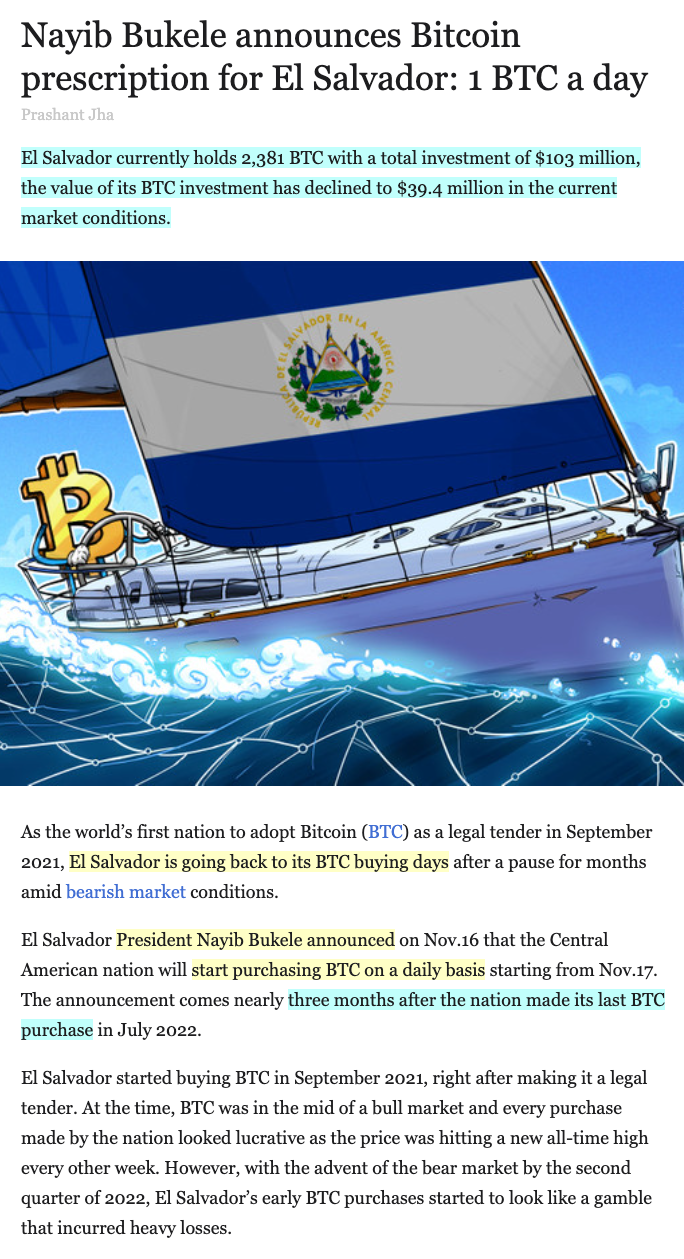 Nayib Bukele announces Bitcoin
prescription for El Salvador: 1 BTC a day
Prashant Jha
El Salvador currently holds 2,381 BTC with a total investment of $103 million,
the value of its BTC investment has declined to $39.4 million in the current
market conditions.
REPÚBLICA DE EL SALVADOR EN LA AMÉRICA CENTRAL
As the world’s first nation to adopt Bitcoin (BTC) as a legal tender in September
2021, El Salvador is going back to its BTC buying days after a pause for months
amid bearish market conditions.
El Salvador President Nayib Bukele announced on Nov.16 that the Central
American nation will start purchasing BTC on a daily basis starting from Nov.17.
The announcement comes nearly three months after the nation made its last BTC
purchase in July 2022.
El Salvador started buying BTC in September 2021, right after making it a legal
tender. At the time, BTC was in the mid of a bull market and every purchase
made by the nation looked lucrative as the price was hitting a new all-time high
every other week. However, with the advent of the bear market by the second
quarter of 2022, El Salvador’s early BTC purchases started to look like a gamble
that incurred heavy losses.